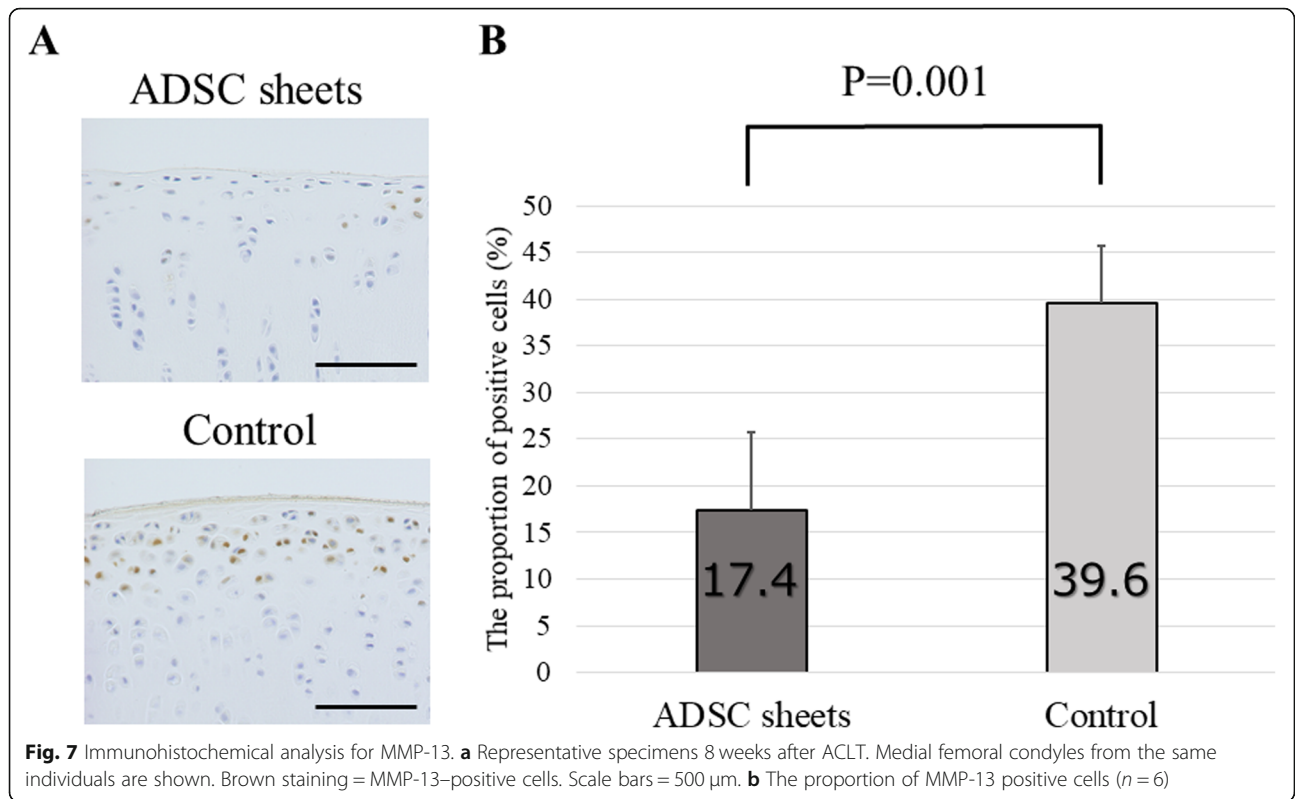 A
ADSC sheets
Control
B
P=0.001
The proportion of positive cells (%)
50
45
40
35
30
25
20
15
10
5
0
17.4
39.6
ADSC sheets
Control
Fig. 7 Immunohistochemical analysis for MMP-13. a Representative specimens 8 weeks after ACLT. Medial femoral condyles from the same
individuals are shown. Brown staining = MMP-13–positive cells. Scale bars = 500 μm. b The proportion of MMP-13 positive cells (n = 6)